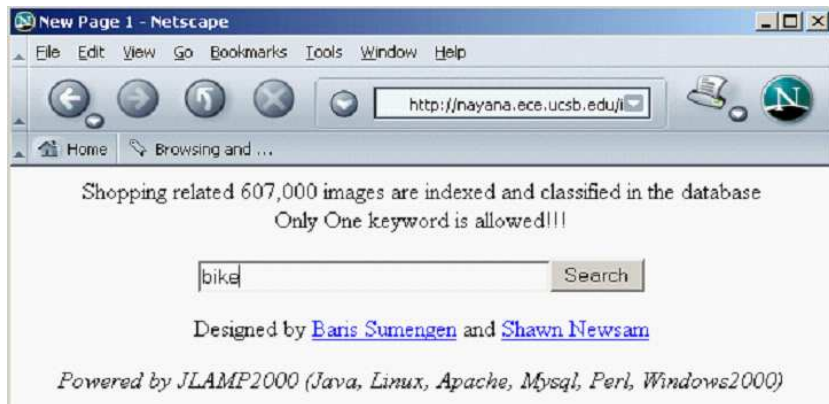 New Page 1 - Netscape
File Edit View Go Bookmarks Tools Window Help
http://nayana.ece.ucsb.edu/i
N
Home Browsing and ...
Shopping related 607,000 images are indexed and classified in the database
Only One keyword is allowed!!!
bike Search
Designed by Baris Sumengen and Shawn Newsam
Powered by JLAMP2000 (Java, Linux, Apache, Mysql, Perl, Windows2000)